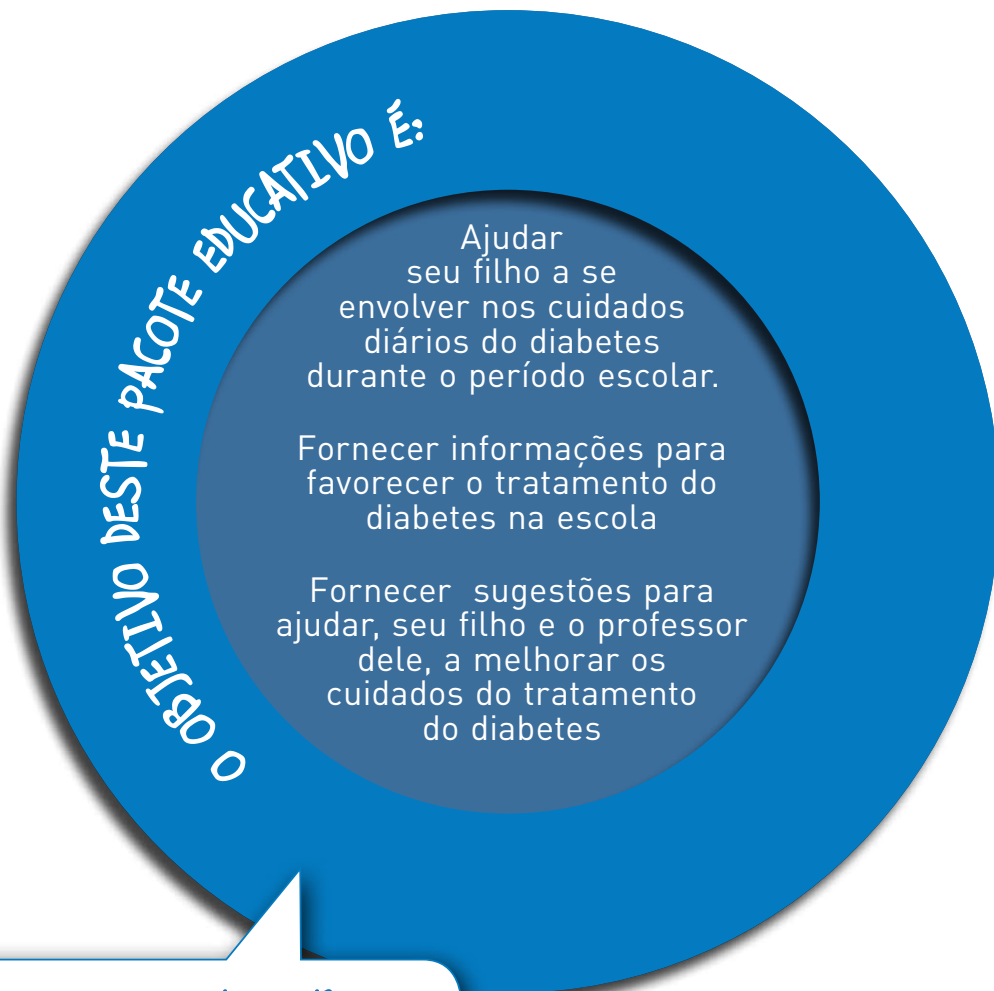 O OBJETIVO DESTE PACOTE EDUCATIVO É:
Ajudar
seu filho a se
envolver nos cuidados
diários do diabetes
durante o período escolar.
Fornecer informações para
favorecer o tratamento do
diabetes na escola
Fornecer sugestões para
ajudar, seu filho e o professor
dele, a melhorar os
cuidados do tratamento
do diabetes